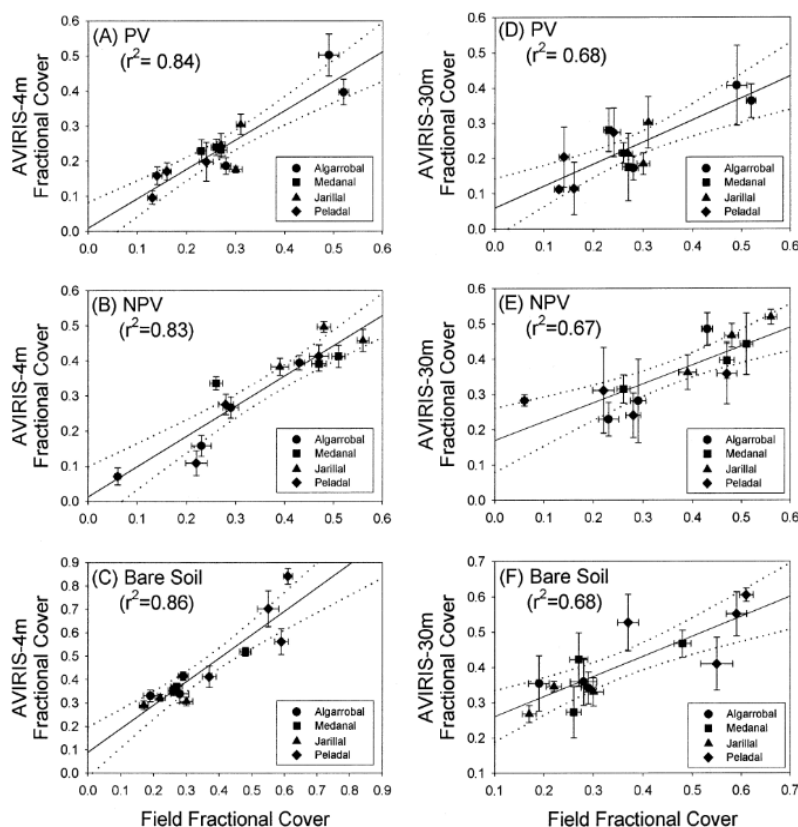 AVIRIS-4m
Fractional Cover
0.6
0.5
0.4
0.3
0.2
0.1
0.0
(A) PV
(r²= 0.84)
Algarrobal
Medanal
Jarillal
Peladal
0.0 0.1 0.2 0.3 0.4 0.5 0.6
AVIRIS-30m
Fractional Cover
0.6
0.5
0.4
0.3
0.2
0.1
0.0
(D) PV
(r²= 0.68)
Algarrobal
Medanal
Jarillal
Peladal
0.0 0.1 0.2 0.3 0.4 0.5 0.6
AVIRIS-4m
Fractional Cover
0.6
0.5
0.4
0.3
0.2
0.1
0.0
(B) NPV
(r²=0.83)
Algarrobal
Medanal
Jarillal
Peladal
0.0 0.1 0.2 0.3 0.4 0.5 0.6
AVIRIS-30m
Fractional Cover
0.6
0.5
0.4
0.3
0.2
0.1
0.0
(E) NPV
(r²=0.67)
Algarrobal
Medanal
Jarillal
Peladal
0.0 0.1 0.2 0.3 0.4 0.5 0.6
AVIRIS-4m
Fractional Cover
0.9
0.8
0.7
0.6
0.5
0.4
0.3
0.2
0.1
0.0
(C) Bare Soil
(r²=0.86)
Algarrobal
Medanal
Jarillal
Peladal
0.0 0.1 0.2 0.3 0.4 0.5 0.6 0.7 0.8 0.9
Field Fractional Cover
AVIRIS-30m
Fractional Cover
0.7
0.6
0.5
0.4
0.3
0.2
0.1
(F) Bare Soil
(r²=0.68)
Algarrobal
Medanal
Jarillal
Peladal
0.1 0.2 0.3 0.4 0.5 0.6 0.7
Field Fractional Cover